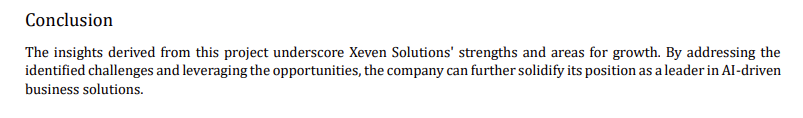 Conclusion
The insights derived from this project underscore Xeven Solutions' strengths and areas for growth. By addressing the
identified challenges and leveraging the opportunities, the company can further solidify its position as a leader in AI-driven
business solutions.